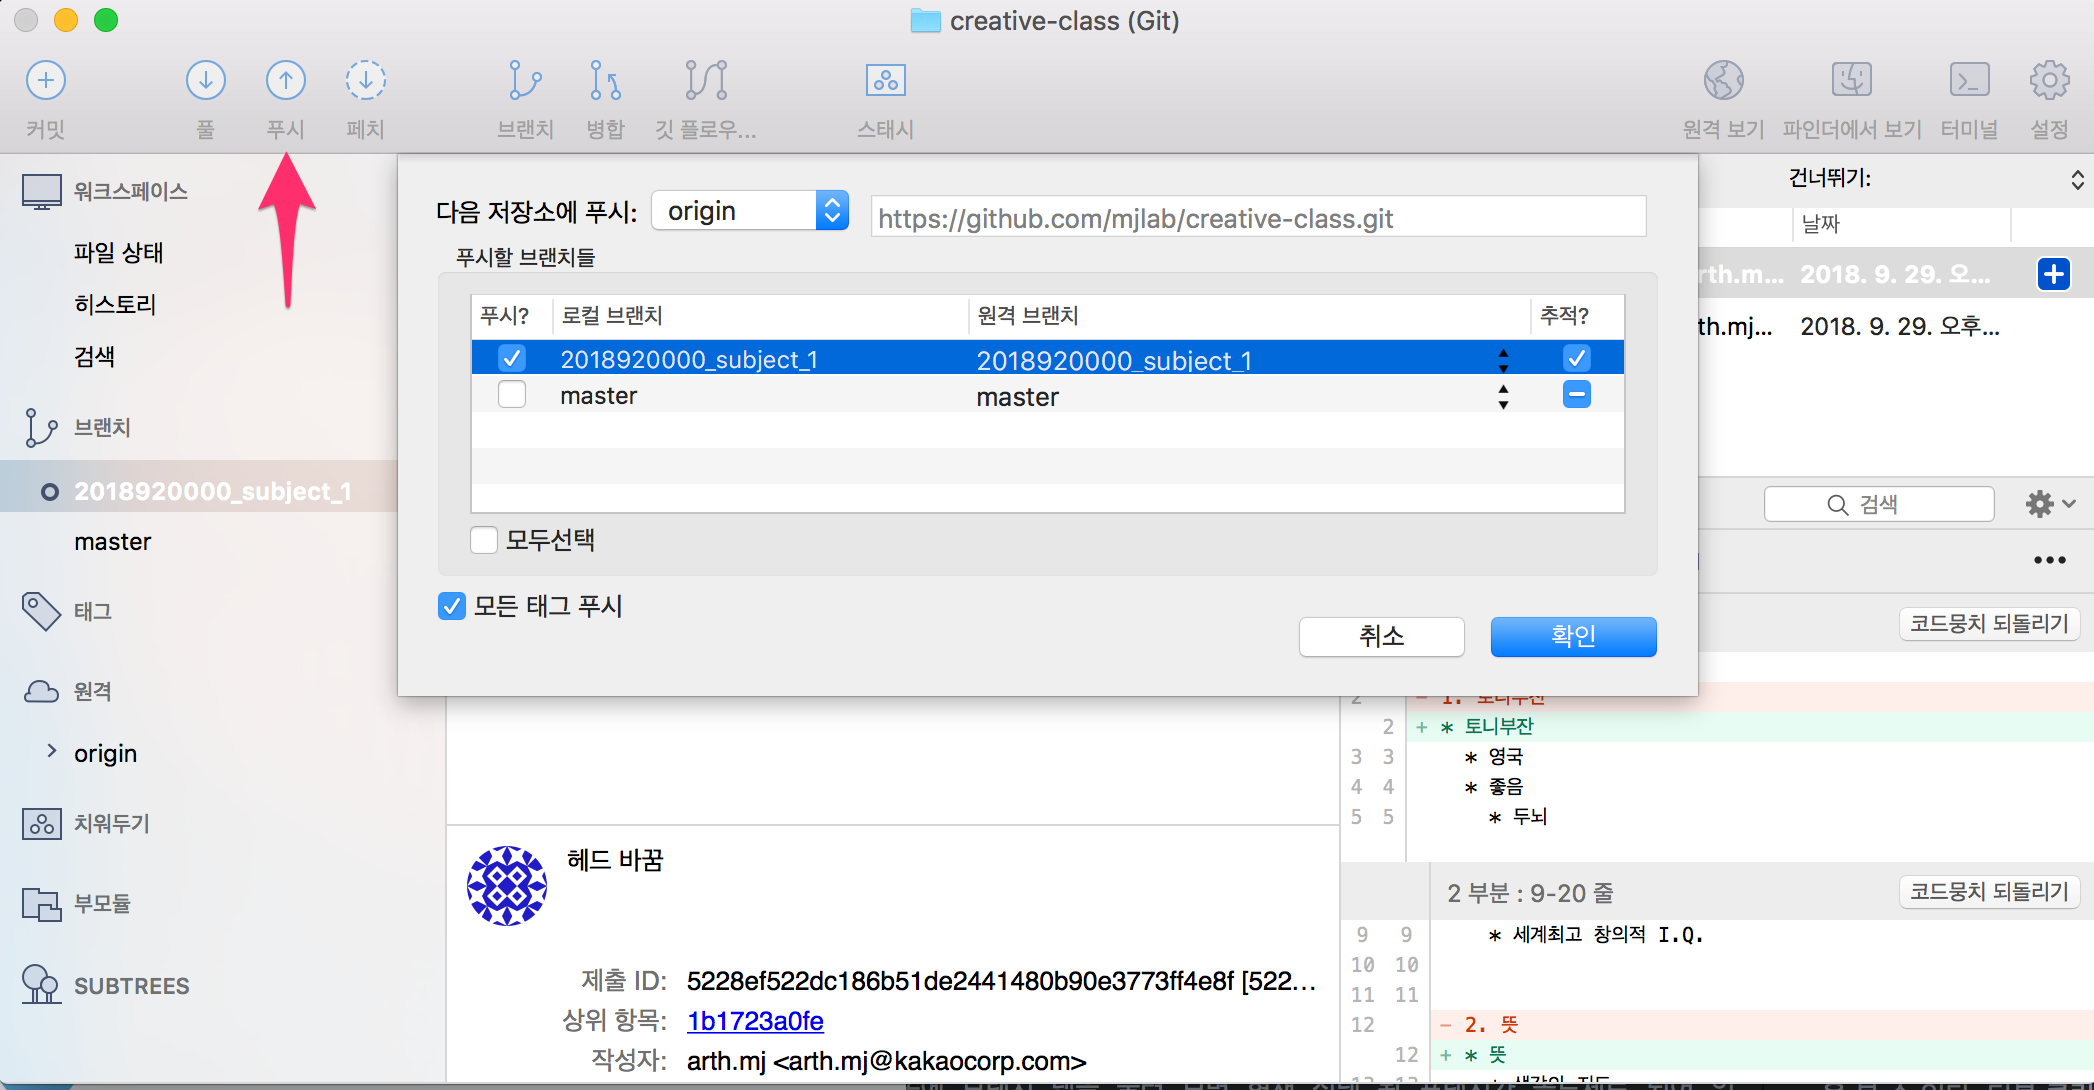 creative-class (Git)
커밋
풀
푸시
페치
브랜치
병합
깃 플로우...
스태시
원격 보기
파인더에서 보기
터미널
설정
워크스페이스
파일 상태
히스토리
검색
브랜치
2018920000_subject_1
master
태그
원격
origin
치워두기
부모듈
SUBTREES
다음 저장소에 푸시: origin https://github.com/mjlab/creative-class.git
푸시할 브랜치들
푸시? 로컬 브랜치 원격 브랜치 추적?
2018920000_subject_1 2018920000_subject_1
master master
모두선택
모든 태그 푸시
취소 확인
건너뛰기:
날짜
rth.m... 2018. 9. 29. 오...
th.mj... 2018. 9. 29. 오후...
검색
코드뭉치 되돌리기
2 - 1. 토니부잔
2 + * 토니부잔
3 3 * 영국
4 4 * 좋음
5 5 * 두뇌
2 부분 : 9-20 줄 코드뭉치 되돌리기
9 9 * 세계최고 창의적 I.Q.
10 10
11 11
12 - 2. 뜻
12 + * 뜻
헤드 바꿈
제출 ID: 5228ef522dc186b51de2441480b90e3773ff4e8f [522...
상위 항목: 1b1723a0fe
작성자: arth.mj <arth.mj@kakaocorp.com>